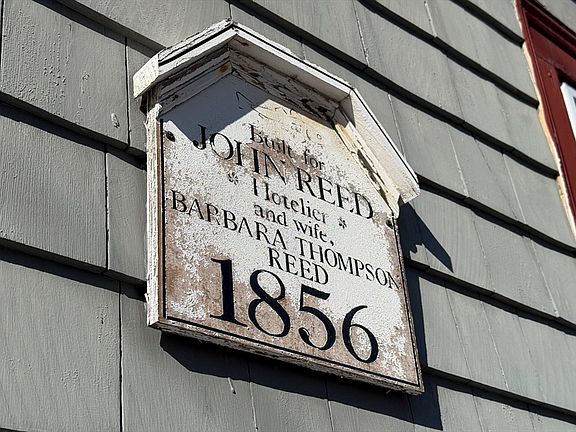 Built for
JOHN REED
Hotelier
and wife,
BARBARA THOMPSON
REED
1856